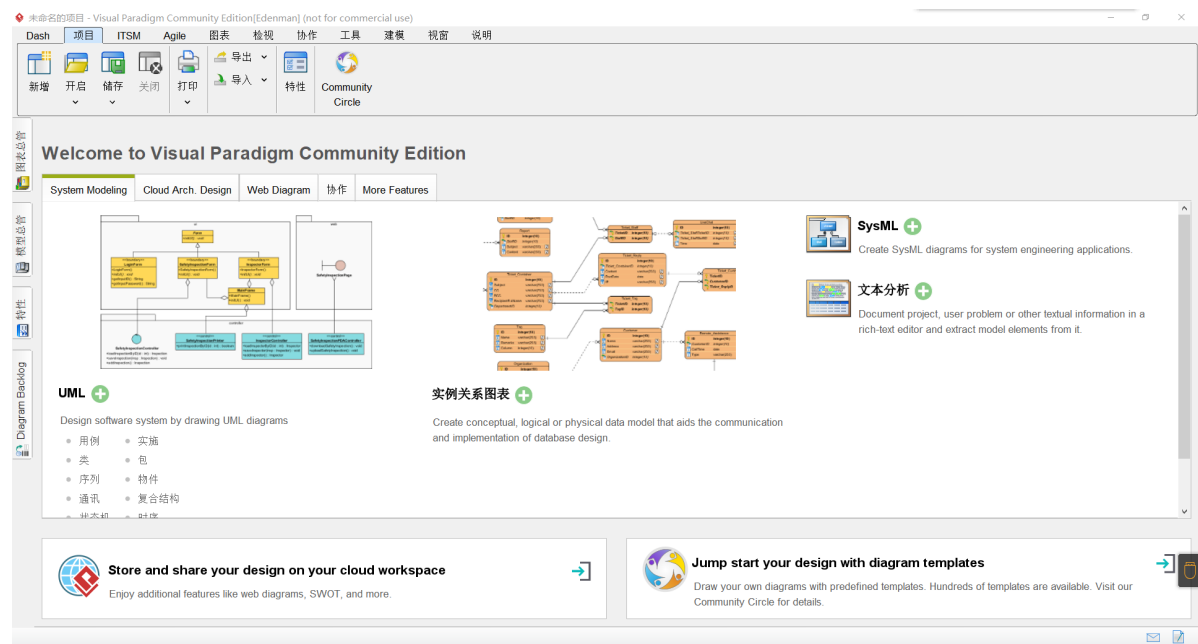 未命名的项目 - Visual Paradigm Community Edition[Edenman] (not for commercial use)
Dash 项目 ITSM Agile 图表 检视 协作 工具 建模 视窗 说明
新增 开启 储存 关闭 打印 导出 导入 特性 Community Circle
图表总管
模型总管
特性
Diagram Backlog
Welcome to Visual Paradigm Community Edition
System Modeling Cloud Arch. Design Web Diagram 协作 More Features
UML
Design software system by drawing UML diagrams
用例 实施
类 包
序列 物件
通讯 复合结构
状态机 时序
实例关系图表
Create conceptual, logical or physical data model that aids the communication
and implementation of database design.
SysML
Create SysML diagrams for system engineering applications.
文本分析
Document project, user problem or other textual information in a
rich-text editor and extract model elements from it.
Store and share your design on your cloud workspace
Enjoy additional features like web diagrams, SWOT, and more.
Jump start your design with diagram templates
Draw your own diagrams with predefined templates. Hundreds of templates are available. Visit our
Community Circle for details.